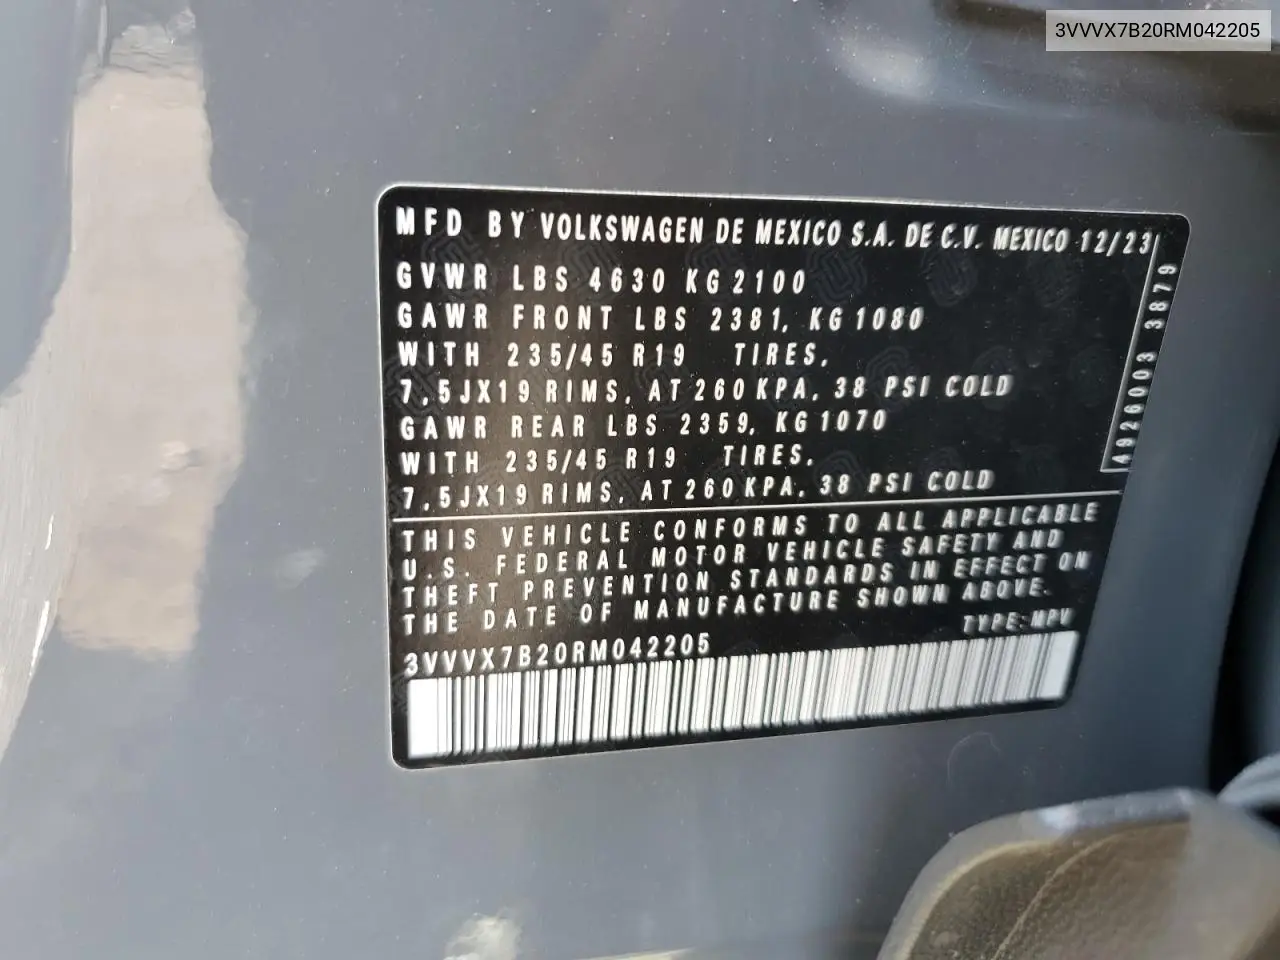 3VVVX7B20RM042205
MFD BY VOLKSWAGEN DE MEXICO S.A. DE C.V. MEXICO 12/23
GVWR LBS 4630 KG 2100
GAWR FRONT LBS 2381, KG 1080
WITH 235/45 R19 TIRES,
7,5JX19 RIMS, AT 260 KPA, 38 PSI COLD
GAWR REAR LBS 2359, KG 1070
WITH 235/45 R19 TIRES,
7,5JX19 RIMS, AT 260 KPA, 38 PSI COLD
4926003 3879
THIS VEHICLE CONFORMS TO ALL APPLICABLE
U.S. FEDERAL MOTOR VEHICLE SAFETY AND
THEFT PREVENTION STANDARDS IN EFFECT ON
THE DATE OF MANUFACTURE SHOWN ABOVE.
TYPE: MPV
3VVVX7B20RM042205